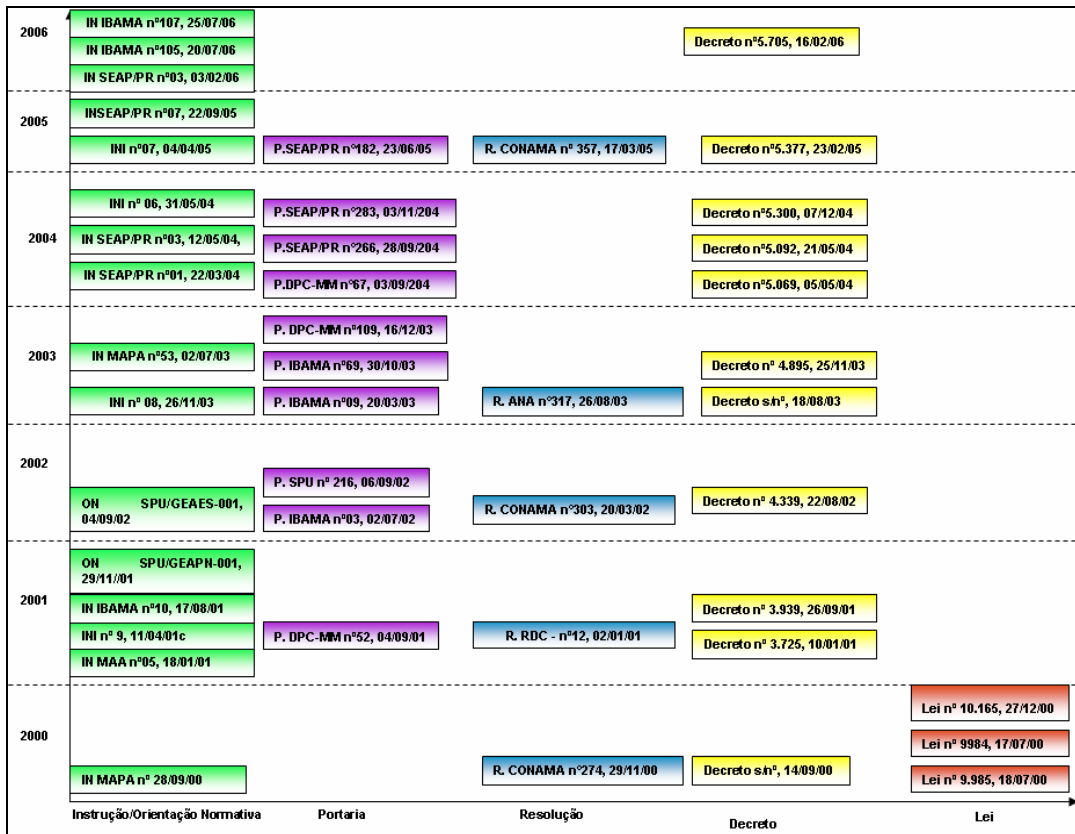 2006
IN IBAMA nº107, 25/07/06
IN IBAMA nº105, 20/07/06
Decreto nº5.705, 16/02/06
IN SEAP/PR nº03, 03/02/06
2005
INSEAP/PR nº07, 22/09/05
INI nº07, 04/04/05
P.SEAP/PR nº182, 23/06/05
R. CONAMA nº 357, 17/03/05
Decreto nº5.377, 23/02/05
2004
INI nº 06, 31/05/04
P.SEAP/PR nº283, 03/11/204
Decreto nº5.300, 07/12/04
IN SEAP/PR nº03, 12/05/04,
P.SEAP/PR nº266, 28/09/204
Decreto nº5.092, 21/05/04
IN SEAP/PR nº01, 22/03/04
P.DPC-MM nº67, 03/09/204
Decreto nº5.069, 05/05/04
2003
P. DPC-MM nº109, 16/12/03
IN MAPA nº53, 02/07/03
P. IBAMA nº69, 30/10/03
Decreto nº 4.895, 25/11/03
INI nº 08, 26/11/03
P. IBAMA nº09, 20/03/03
R. ANA nº317, 26/08/03
Decreto s/nº, 18/08/03
2002
P. SPU nº 216, 06/09/02
ON SPU/GEAES-001,
04/09/02
P. IBAMA nº03, 02/07/02
R. CONAMA nº303, 20/03/02
Decreto nº 4.339, 22/08/02
2001
ON SPU/GEAPN-001,
29/11//01
IN IBAMA nº10, 17/08/01
Decreto nº 3.939, 26/09/01
INI nº 9, 11/04/01c
P. DPC-MM nº52, 04/09/01
R. RDC - nº12, 02/01/01
Decreto nº 3.725, 10/01/01
IN MAA nº05, 18/01/01
2000
Lei nº 10.165, 27/12/00
Lei nº 9984, 17/07/00
IN MAPA nº 28/09/00
R. CONAMA nº274, 29/11/00
Decreto s/nº, 14/09/00
Lei nº 9.985, 18/07/00
Instrução/Orientação Normativa
Portaria
Resolução
Decreto
Lei